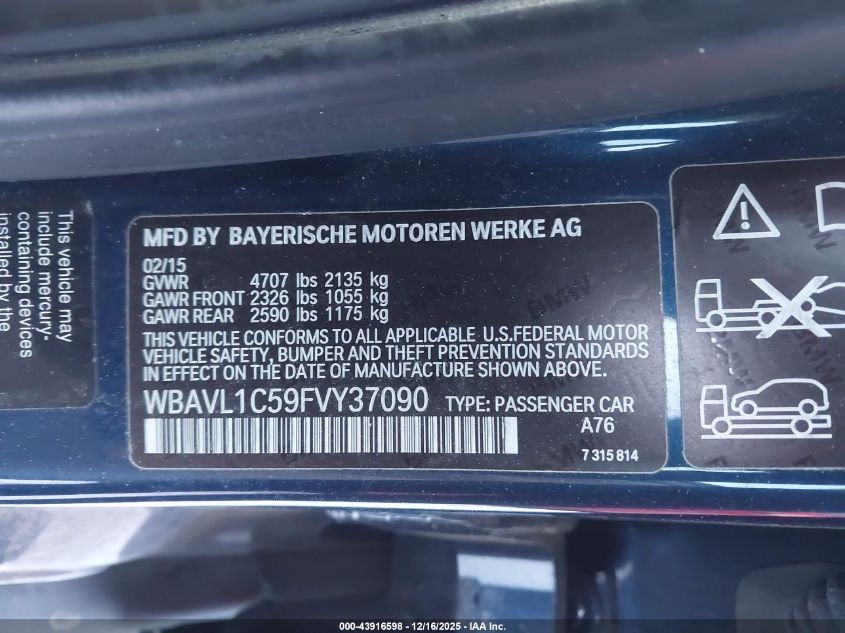 This vehicle may
include mercury-
containing devices
installed by the
MFD BY BAYERISCHE MOTOREN WERKE AG
02/15
GVWR 4707 lbs 2135 kg
GAWR FRONT 2326 lbs 1055 kg
GAWR REAR 2590 lbs 1175 kg
THIS VEHICLE CONFORMS TO ALL APPLICABLE U.S.FEDERAL MOTOR
VEHICLE SAFETY, BUMPER AND THEFT PREVENTION STANDARDS
IN EFFECT ON THE DATE OF MANUFACTURE SHOWN ABOVE.
WBAVL1C59FVY37090 TYPE: PASSENGER CAR
A76
7 315 814
000-43916598 - 12/16/2025 - IAA Inc.